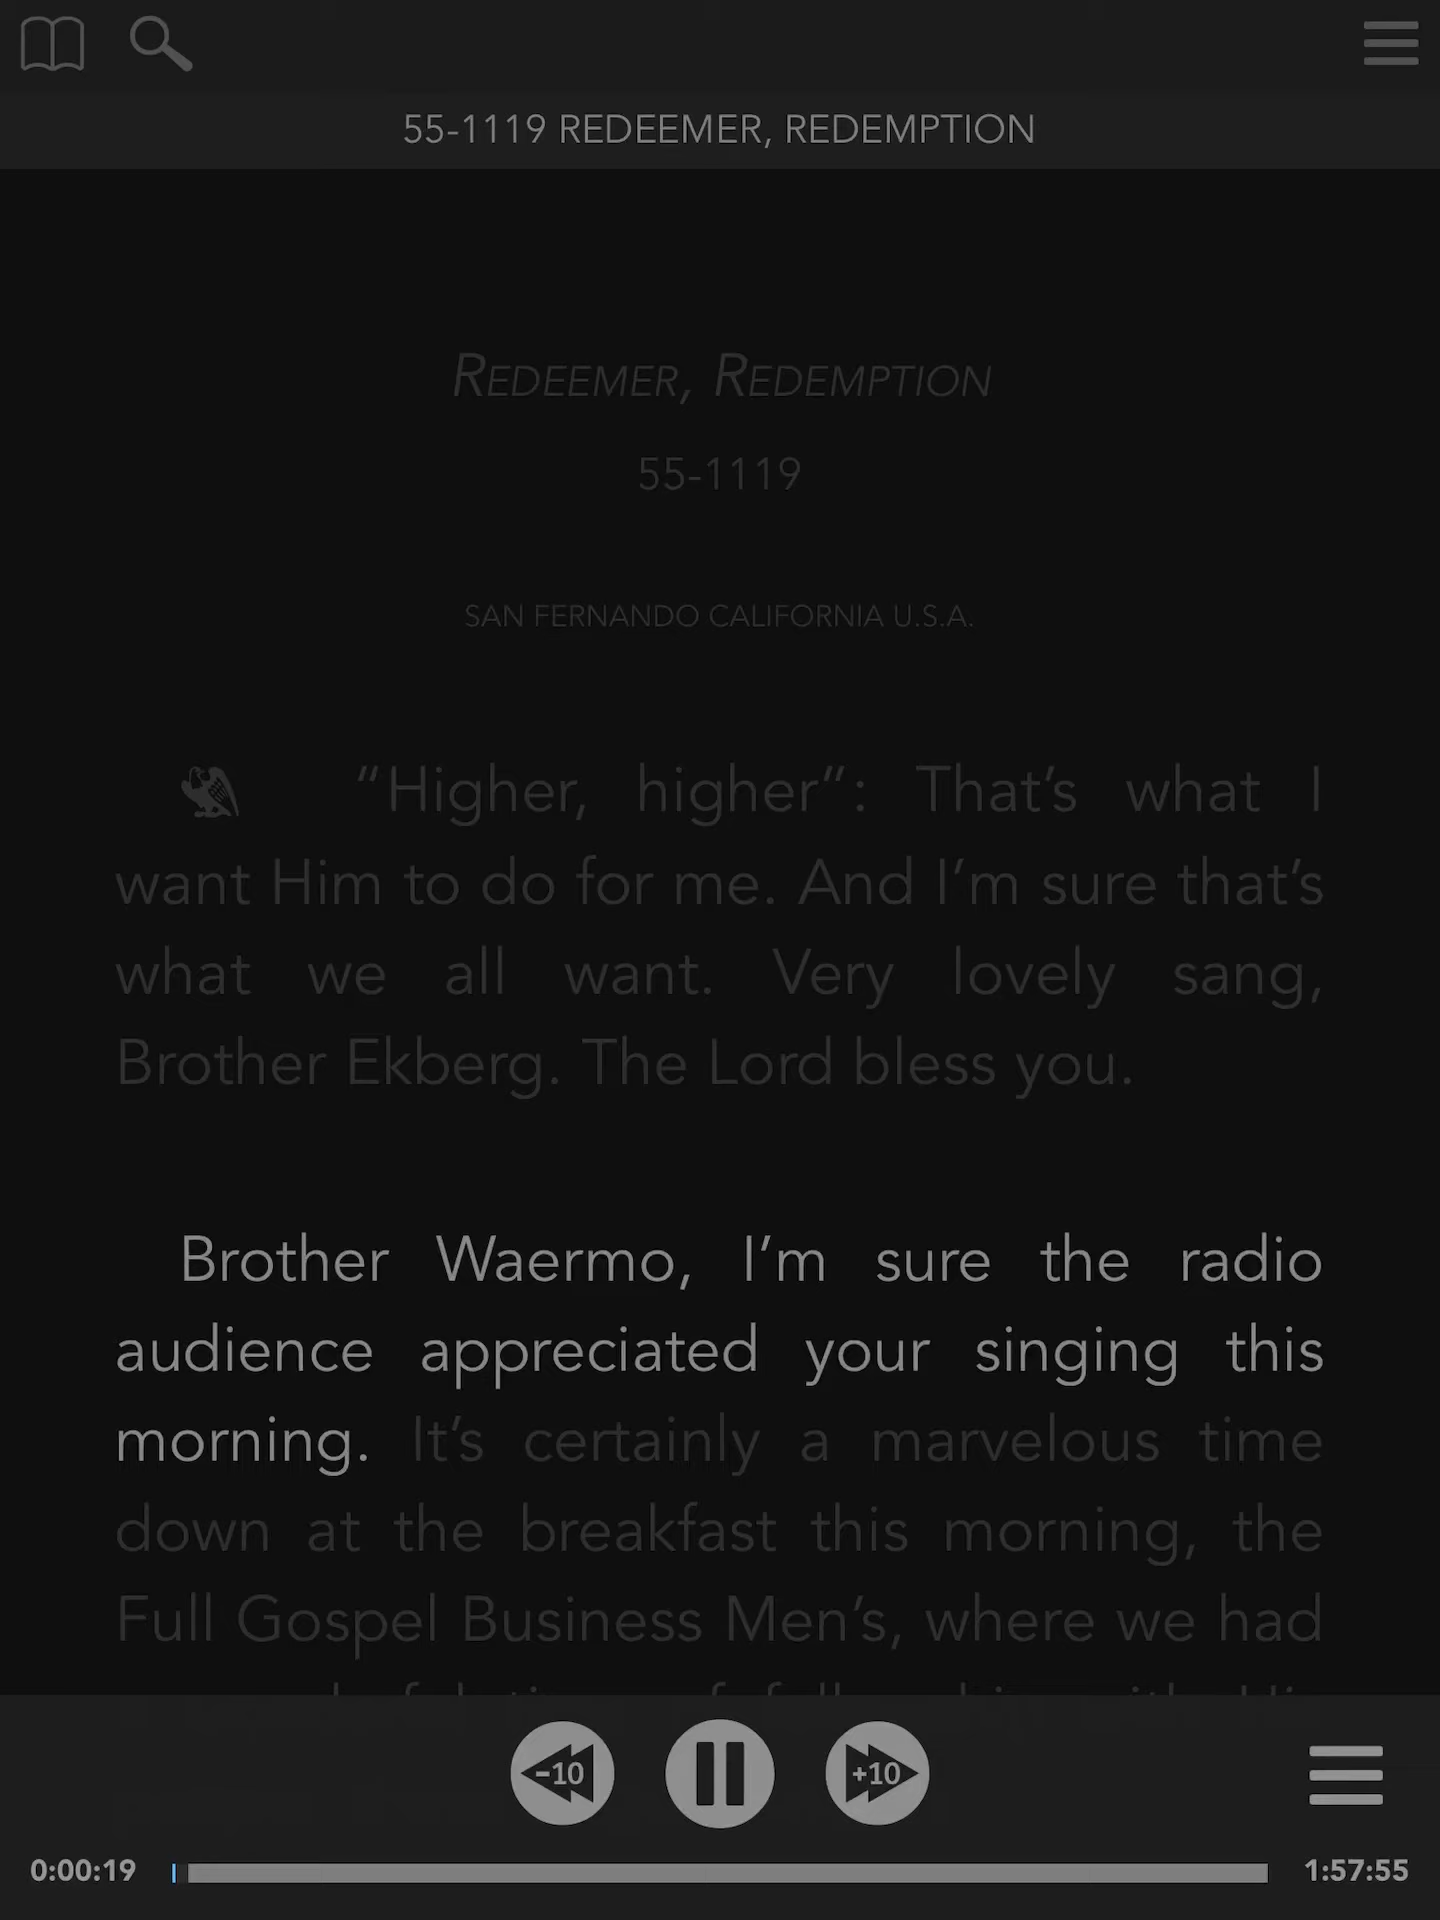 55-1119 REDEEMER, REDEMPTION
REDEEMER, REDEMPTION
55-1119
SAN FERNANDO CALIFORNIA U.S.A.
“Higher, higher”: That’s what I
want Him to do for me. And I’m sure that’s
what we all want. Very lovely sang,
Brother Ekberg. The Lord bless you.
Brother Waermo, I’m sure the radio
audience appreciated your singing this
morning. It’s certainly a marvelous time
down at the breakfast this morning, the
Full Gospel Business Men’s, where we had
-10 +10
0:00:19 1:57:55